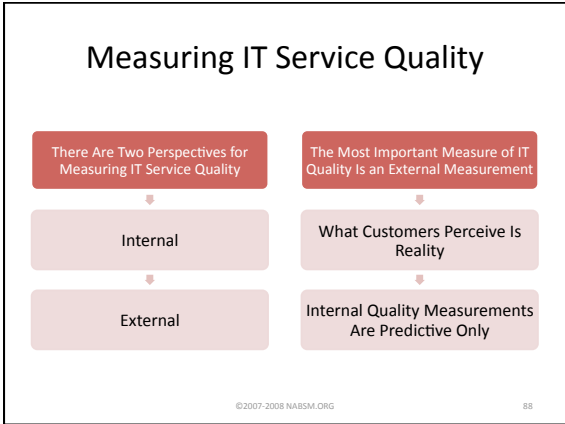 Measuring IT Service Quality
There Are Two Perspectives for
Measuring IT Service Quality
Internal
External
The Most Important Measure of IT
Quality Is an External Measurement
What Customers Perceive Is
Reality
Internal Quality Measurements
Are Predictive Only
©2007-2008 NABSM.ORG
88